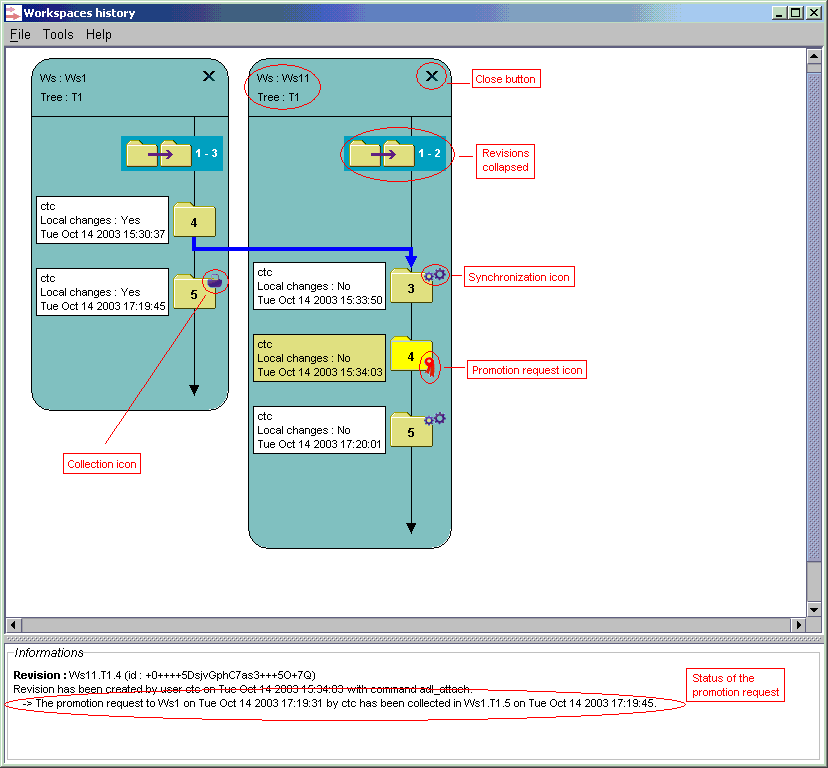 Workspaces history
File Tools Help
Ws : Ws1
Tree : T1
1 - 3
ctc
Local changes : Yes
Tue Oct 14 2003 15:30:37
4
ctc
Local changes : Yes
Tue Oct 14 2003 17:19:45
5
Collection icon
Ws : Ws11
Tree : T1
Close button
1 - 2
Revisions
collapsed
ctc
Local changes : No
Tue Oct 14 2003 15:33:50
3
Synchronization icon
ctc
Local changes : No
Tue Oct 14 2003 15:34:03
4
Promotion request icon
ctc
Local changes : No
Tue Oct 14 2003 17:20:01
5
Informations
Revision : Ws11.T1.4 (id : +0++++5DsjvGphC7as3+++5O+7Q)
Revision has been created by user ctc on Tue Oct 14 2003 15:34:03 with command adl_attach.
-> The promotion request to Ws1 on Tue Oct 14 2003 17:19:31 by ctc has been collected in Ws1.T1.5 on Tue Oct 14 2003 17:19:45.
Status of the
promotion request